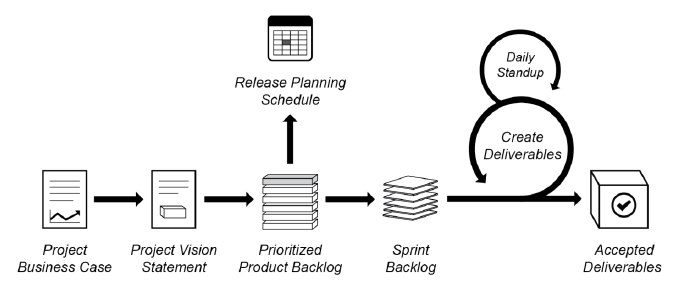 Release Planning
Schedule
Daily
Standup
Create
Deliverables
Project
Business Case
Project Vision
Statement
Prioritized
Product Backlog
Sprint
Backlog
Accepted
Deliverables